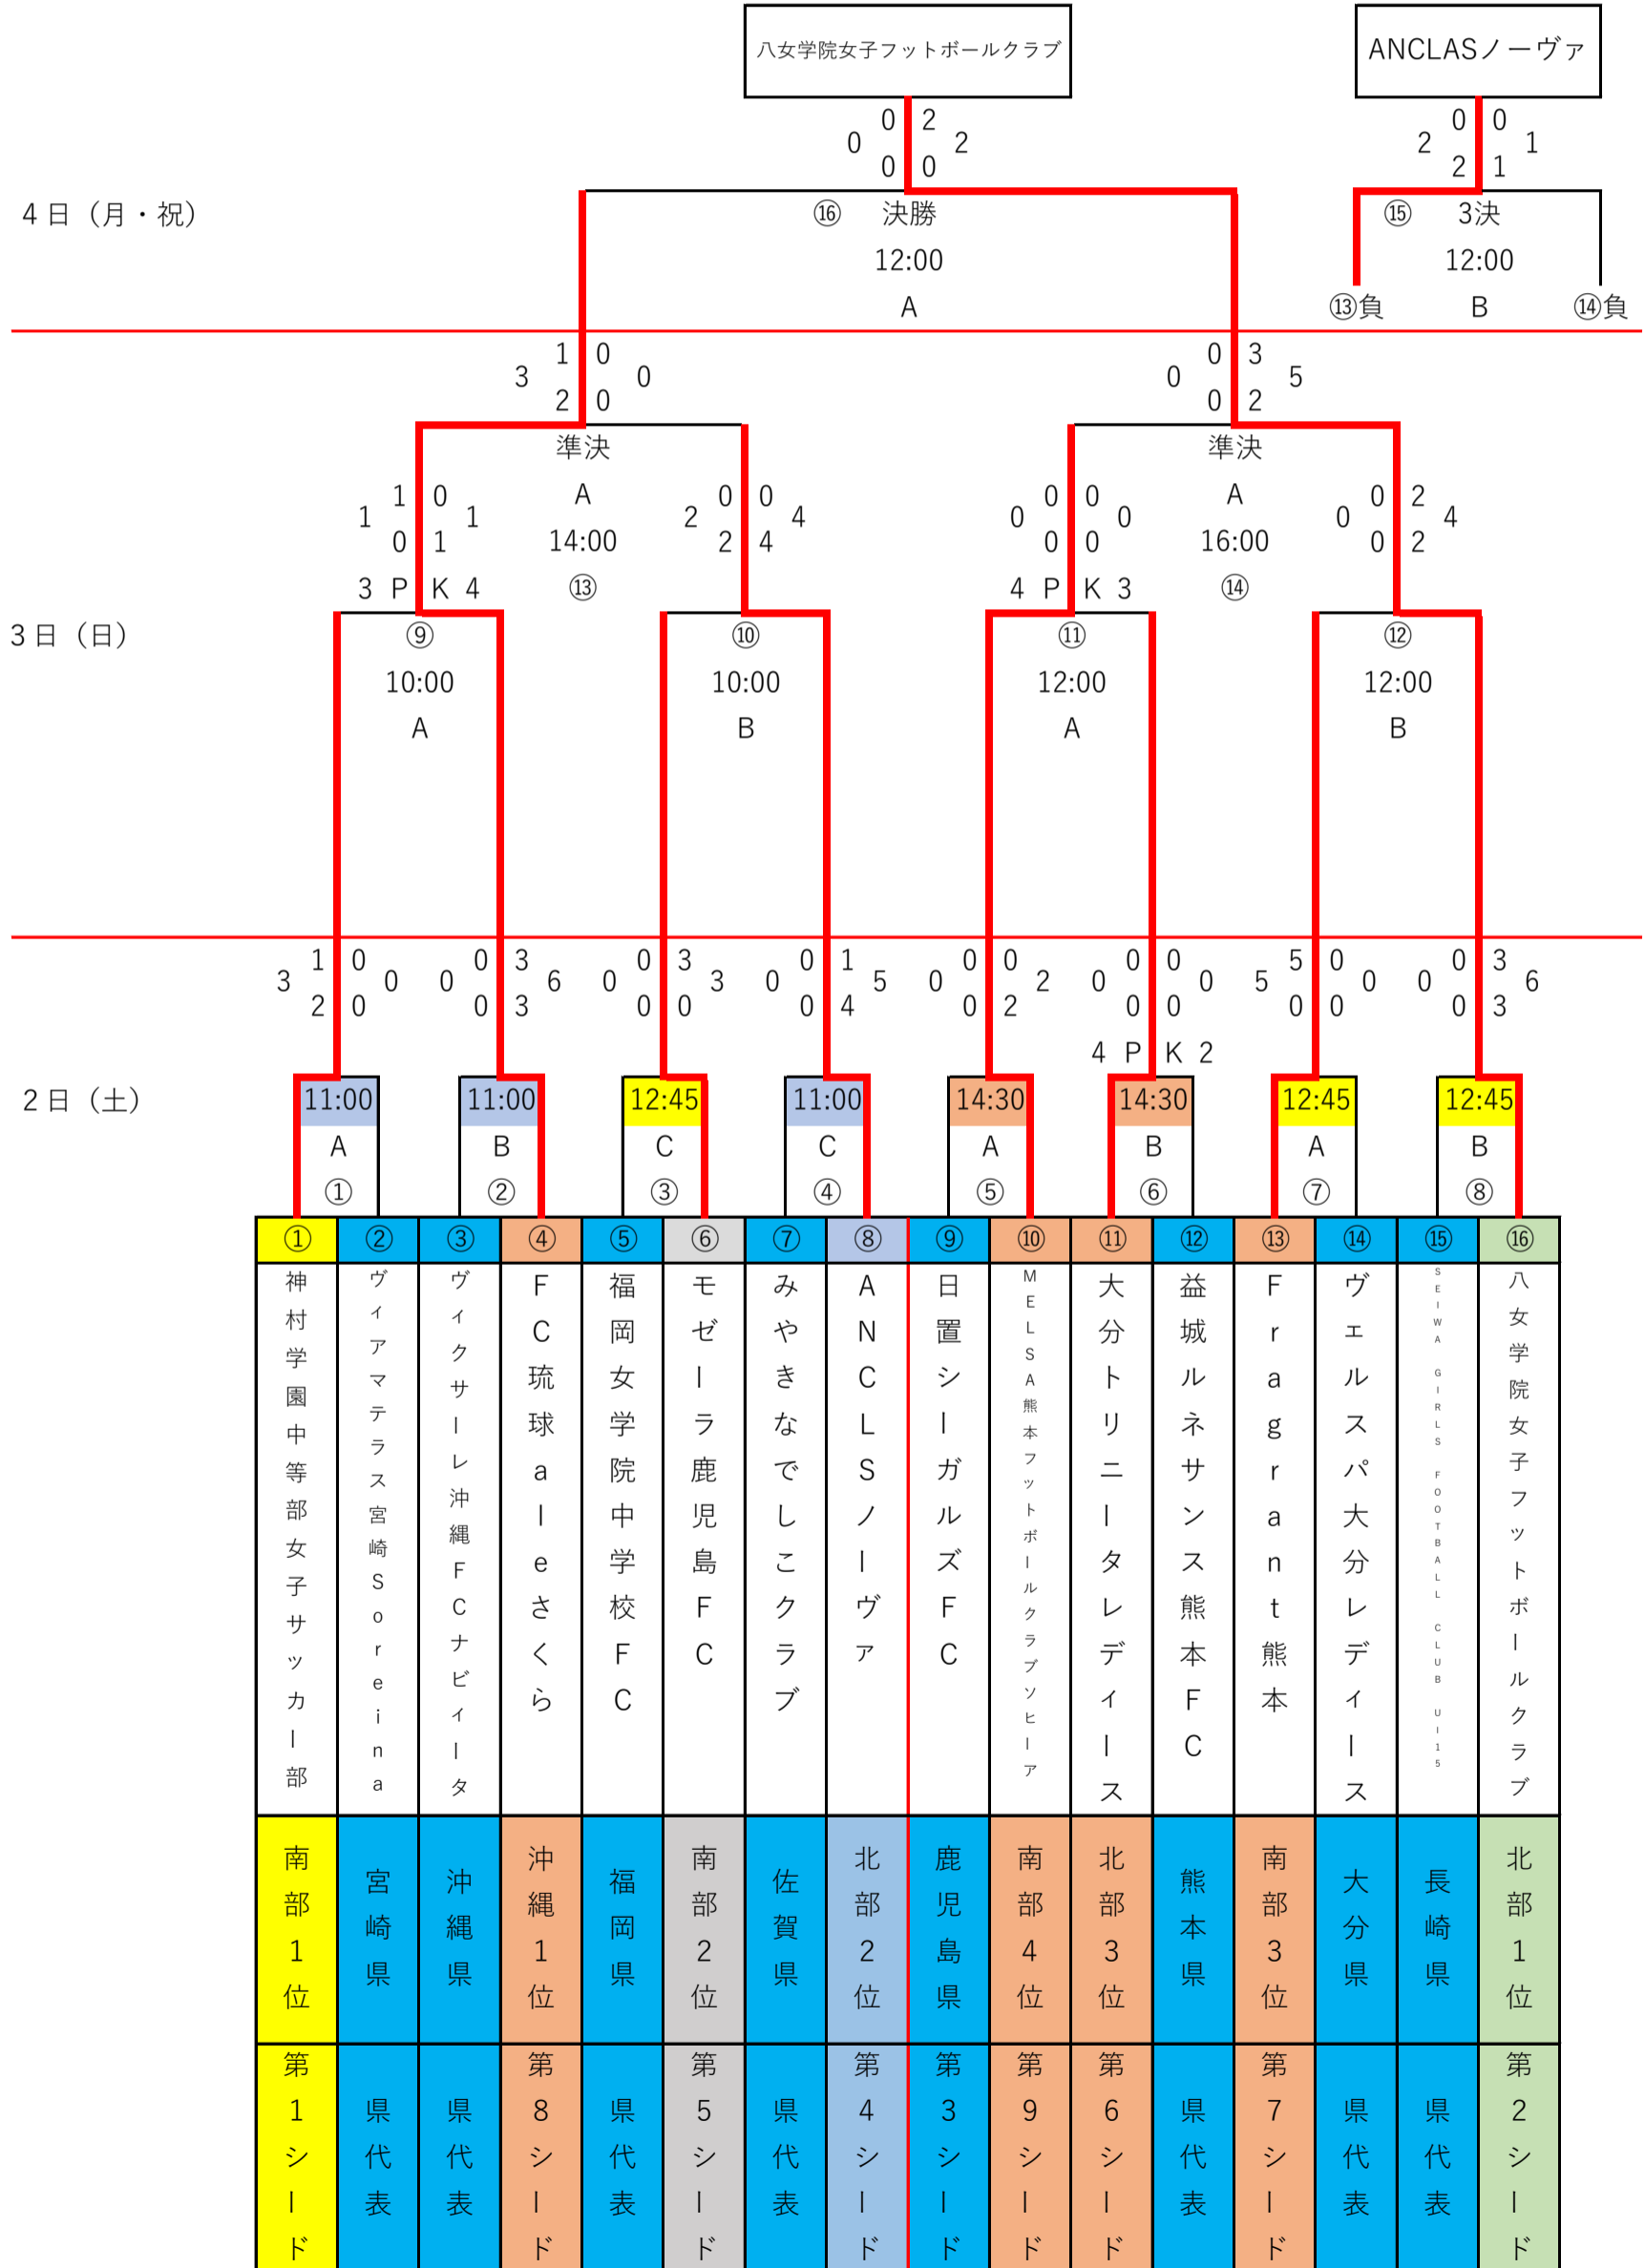 八女学院女子フットボールクラブ
ANCLASノーヴァ
0 2 0 0
0 2 2 1
0 0 2 1
4日（月・祝）
⑯ 決勝 ⑮ 3決
12:00 12:00
A ⑬負 B ⑭負
1 0 0 3
3 0 0 5
2 0 0 2
準決 準決
1 0 A 0 0 0 0 A 0 2
1 1 2 4 0 0 0 4
0 1 14:00 2 4 0 0 16:00 0 2
3 P K 4 ⑬ 4 P K 3 ⑭
3日（日）
⑨ ⑩ ⑪ ⑫
10:00 10:00 12:00 12:00
A B A B
1 0 0 3 0 3 0 1 0 0 0 0 5 0 0 3
3 0 0 6 0 3 0 5 0 2 0 0 5 0 0 6
2 0 0 3 0 0 0 4 0 2 0 0 0 0 0 3
4 P K 2
2日（土）
11:00 11:00 12:45 11:00 14:30 14:30 12:45 12:45
A B C C A B A B
① ② ③ ④ ⑤ ⑥ ⑦ ⑧
① ② ③ ④ ⑤ ⑥ ⑦ ⑧ ⑨ ⑩ ⑪ ⑫ ⑬ ⑭ ⑮ ⑯
神村学園中等部女子サッカー部
ヴィアマテラス宮崎Soreina
ヴィクサーレ沖縄FCナビィータ
FC琉球aleさくら
福岡女学院中学校FC
モゼーラ鹿児島FC
みやきなでしこクラブ
ANCLSノーヴァ
日置シーガルズFC
MELSA熊本フットボールクラブソヒーア
大分トリニータレディース
益城ルネサンス熊本FC
Fragrant熊本
ヴェルスパ大分レディース
SEIWA GIRLS FOOTBALL CLUB U-15
八女学院女子フットボールクラブ
南部1位
宮崎県
沖縄県
沖縄1位
福岡県
南部2位
佐賀県
北部2位
鹿児島県
南部4位
北部3位
熊本県
南部3位
大分県
長崎県
北部1位
第1シード
県代表
県代表
第8シード
県代表
第5シード
県代表
第4シード
第3シード
第9シード
第6シード
県代表
第7シード
県代表
県代表
第2シード